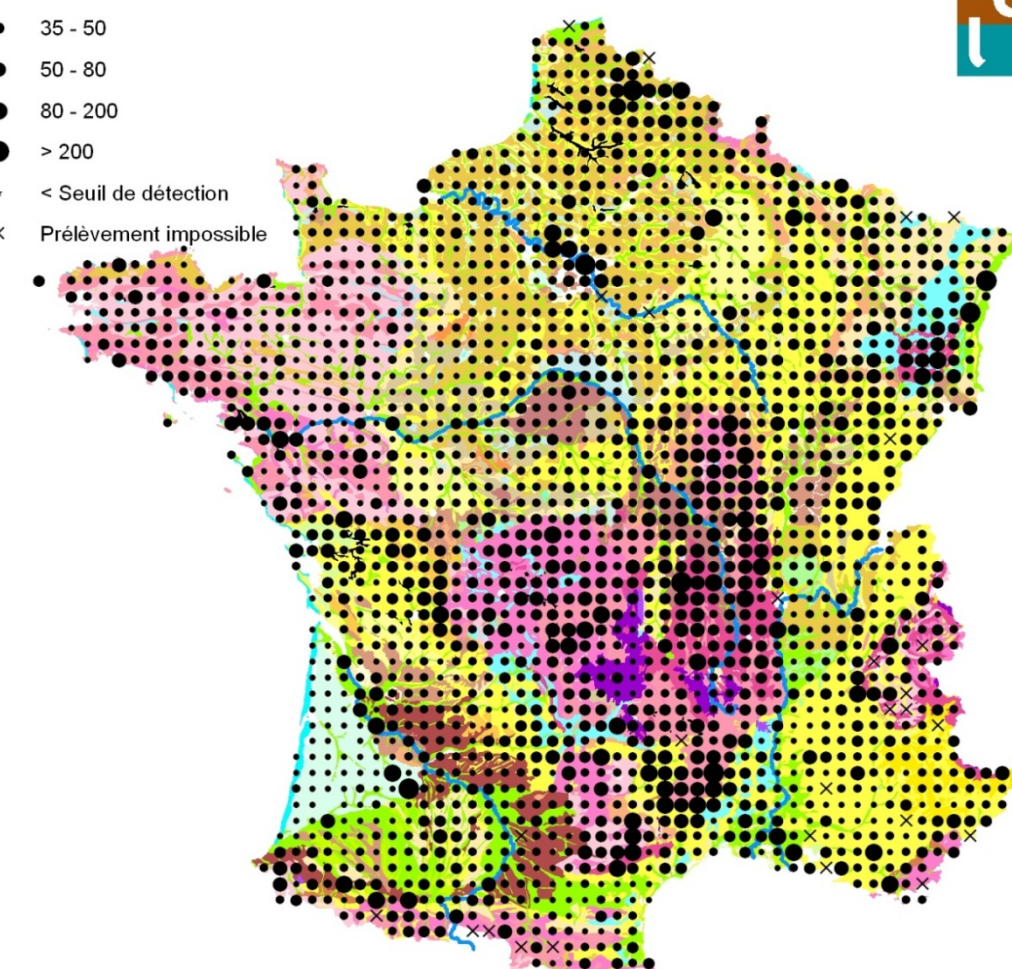 35 - 50
50 - 80
80 - 200
> 200
< Seuil de détection
Prélèvement impossible